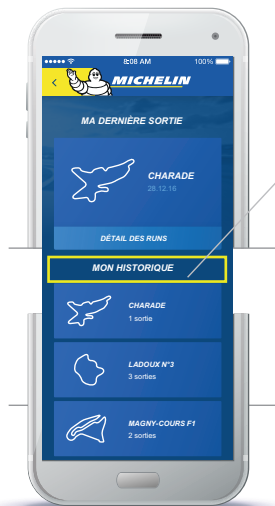 8:08 AM
100%
MICHELIN
MA DERNIÈRE SORTIE
CHARADE
28.12.16
DÉTAIL DES RUNS
MON HISTORIQUE
CHARADE
1 sortie
LADOUX N°3
3 sorties
MAGNY-COURS F1
2 sorties